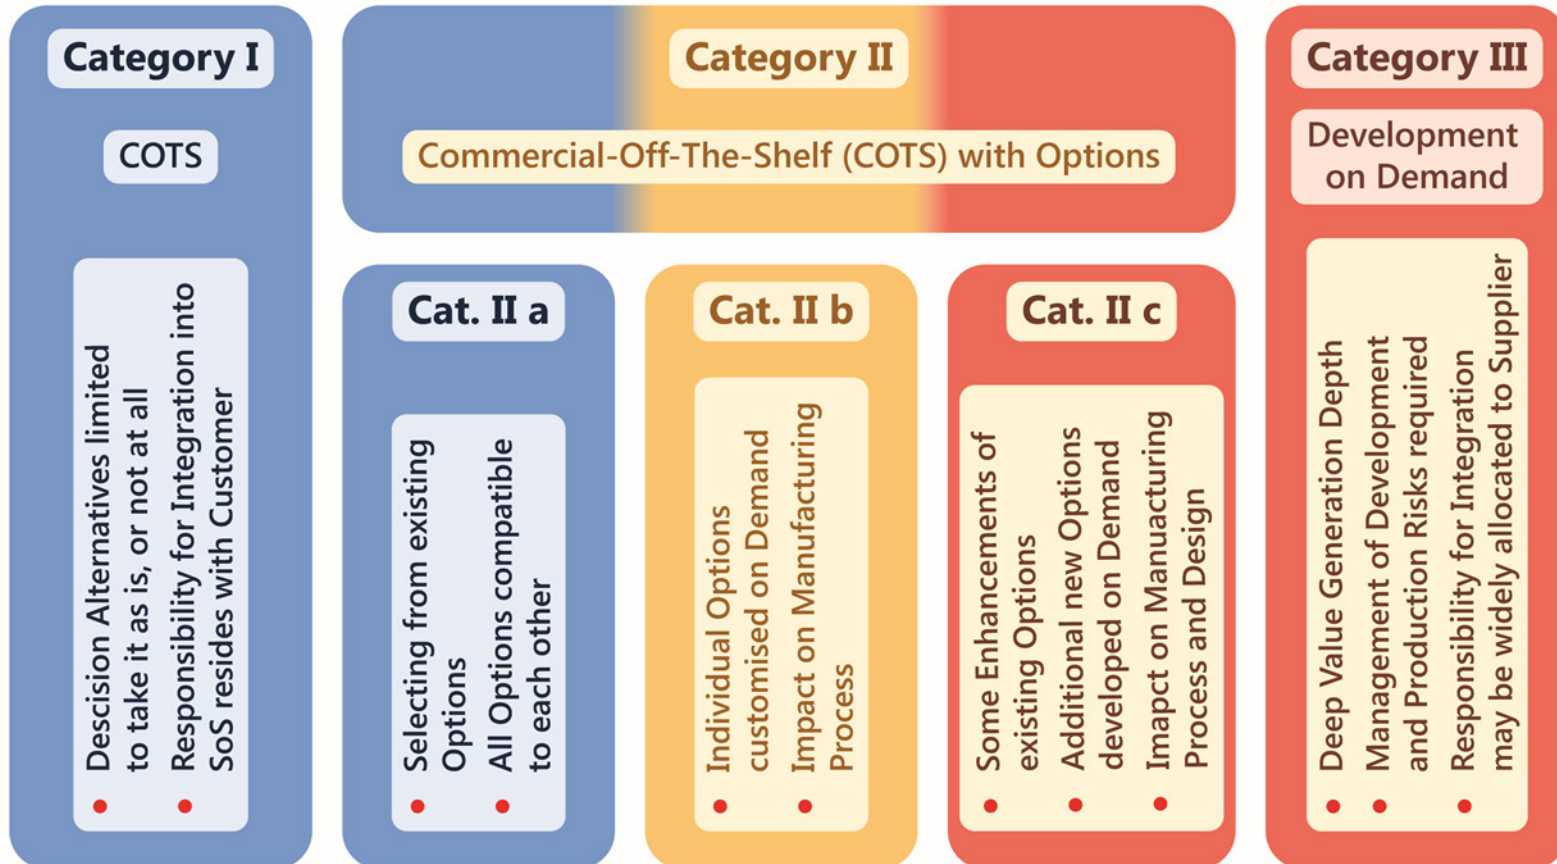 Category I
COTS
Descision Alternatives limited
to take it as is, or not at all
Responsibility for Integration into
SoS resides with Customer
Category II
Commercial-Off-The-Shelf (COTS) with Options
Cat. II a
Selecting from existing
Options
All Options compatible
to each other
Cat. II b
Individual Options
customised on Demand
Impact on Manufacturing
Process
Cat. II c
Some Enhancements of
existing Options
Additional new Options
developed on Demand
Imapct on Manuacturing
Process and Design
Category III
Development
on Demand
Deep Value Generation Depth
Management of Development
and Production Risks required
Responsibility for Integration
may be widely allocated to Supplier